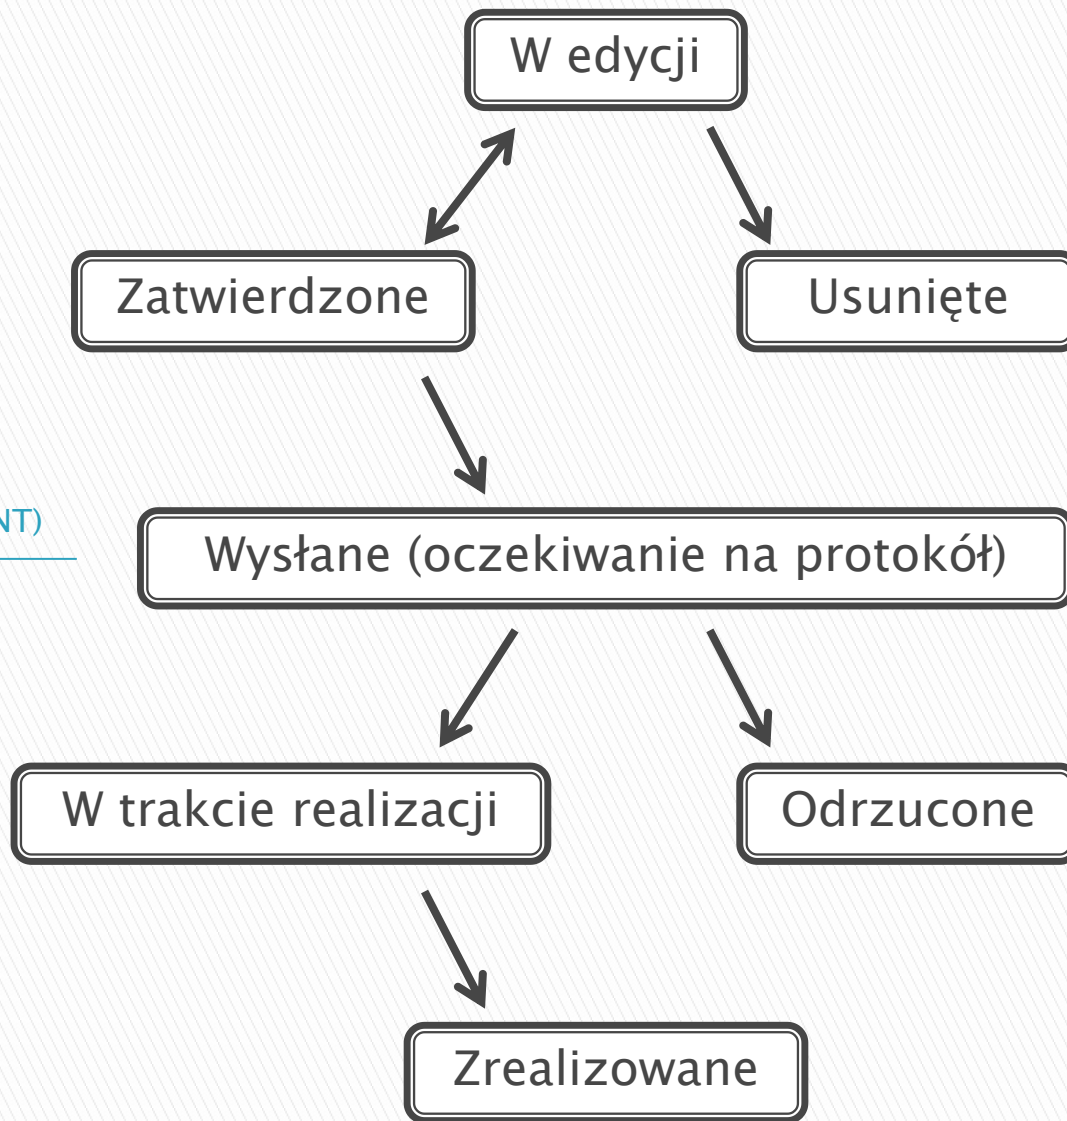 W edycji
Zatwierdzone
Usunięte
NT)
Wysłane (oczekiwanie na protokół)
W trakcie realizacji
Odrzucone
Zrealizowane